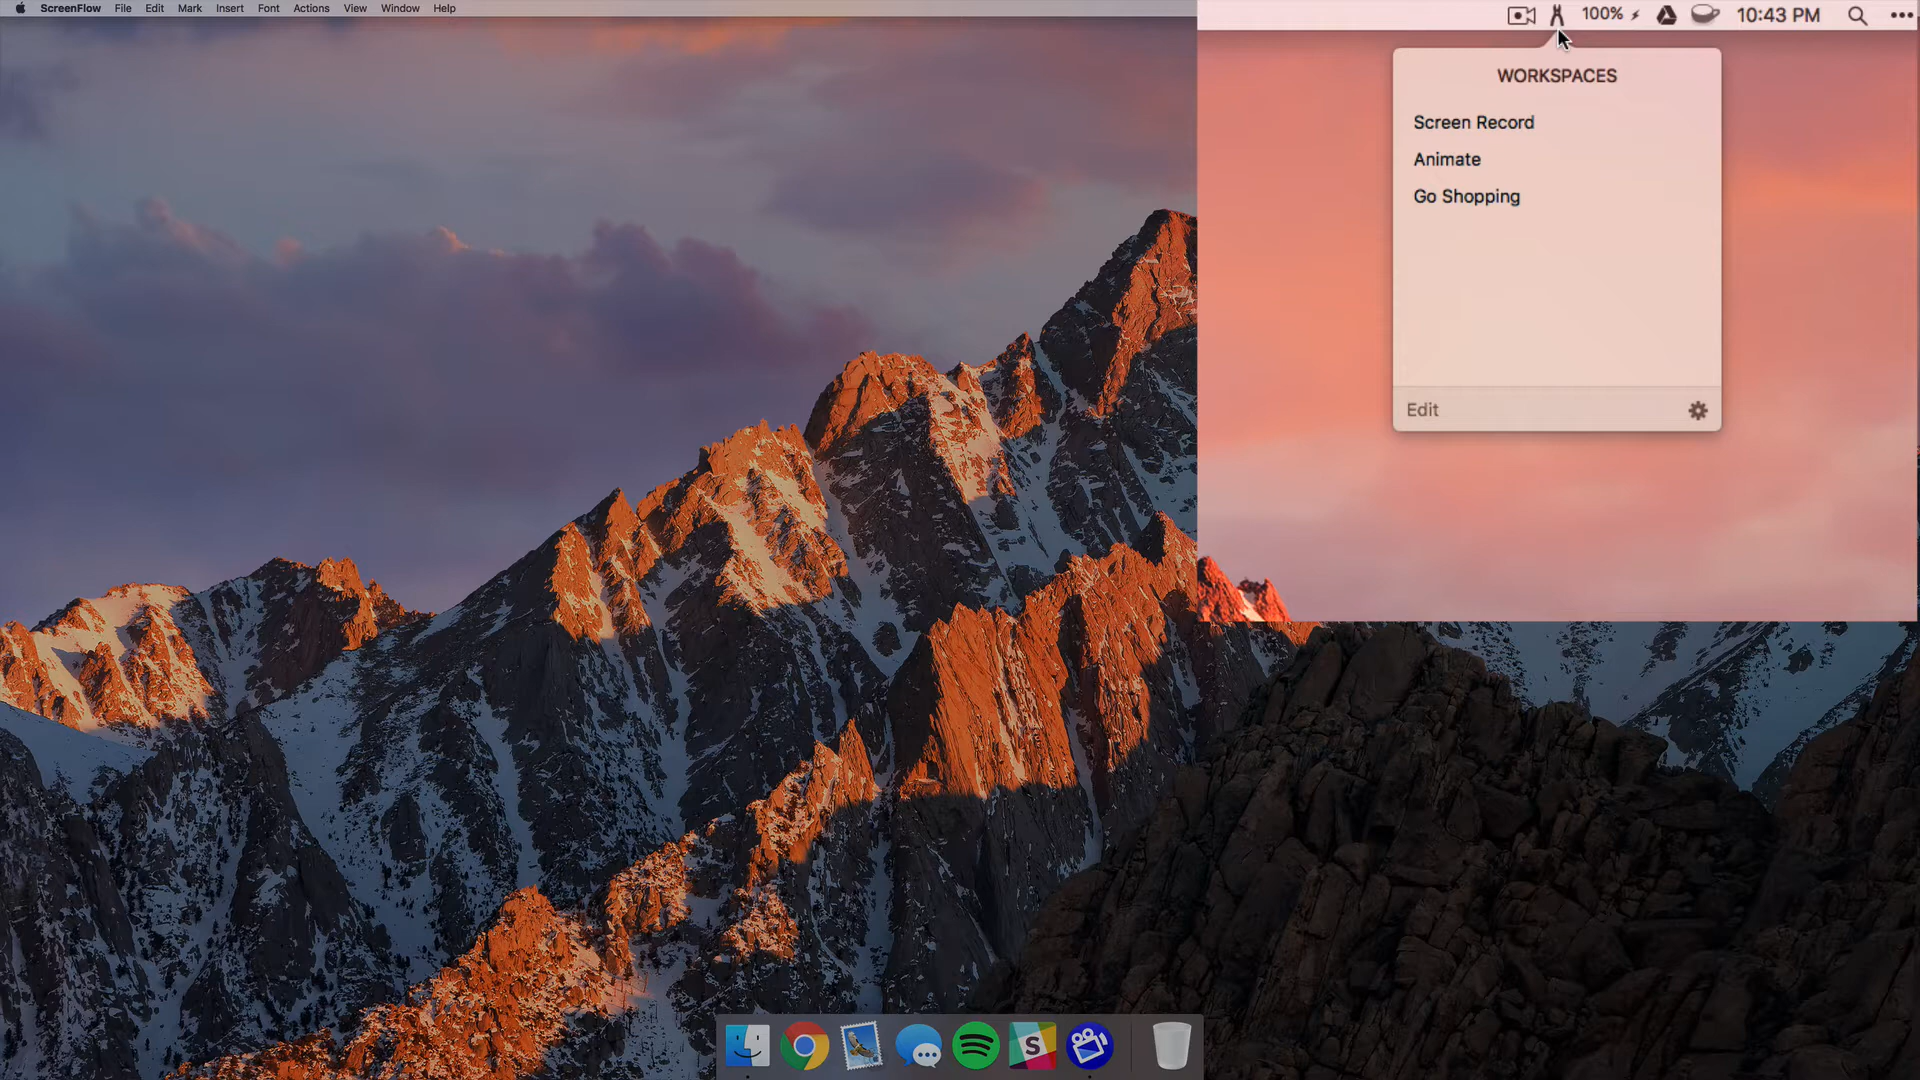 ScreenFlow File Edit Mark Insert Font Actions View Window Help
100% 10:43 PM
WORKSPACES
Screen Record
Animate
Go Shopping
Edit
S